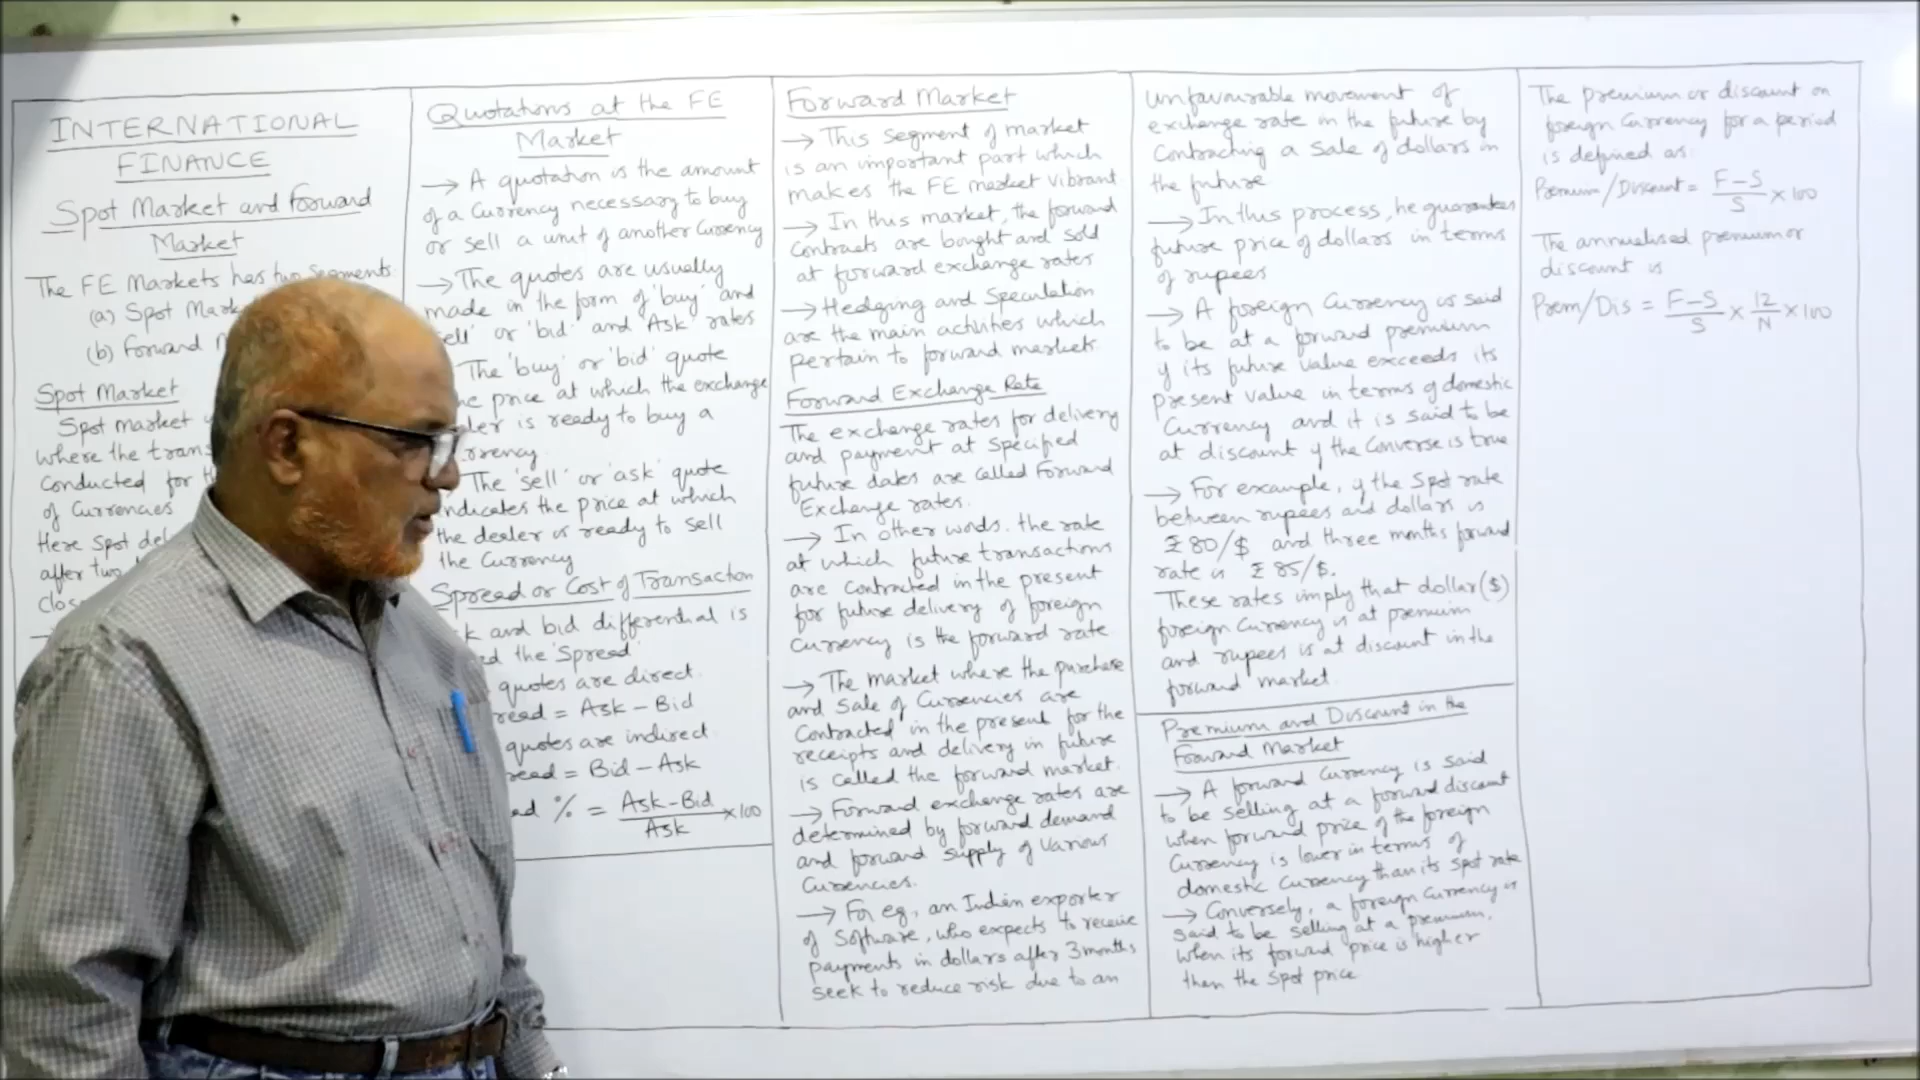 INTERNATIONAL
FINANCE
Spot Market and Forward
Market
The FE Markets has two Segments
(a) Spot
(b) Forward
Spot Market
Spot market
where the
conducted for
of Currencies
Here spot
after two
Quotations at the FE
Market
→ A quotation is the amount
of a Currency necessary to buy
or sell a unit of another Currency
→ The quotes are usually
made in the form of 'buy' and
or 'bid' and 'Ask' rates
The 'buy' or 'bid' quote
price at which the exchange
is ready to buy a
The 'sell' or 'ask' quote
indicates the price at which
the dealer is ready to sell
the Currency
Spread or Cost of Transaction
and bid differential is
the 'Spread'
quotes are direct.
= Ask - Bid
quotes are indirect
= Bid - Ask
% = Ask-Bid / Ask ×100
Forward Market
→ This segment of market
is an important part which
makes the FE market vibrant
→ In this market, the forward
Contracts are bought and sold
at forward exchange rates
→ Hedging and Speculation
are the main activities which
pertain to forward markets
Forward Exchange Rate
The exchange rates for delivery
and payment at specified
future dates are called Forward
Exchange rates.
→ In other words. the rate
at which future transactions
are Contracted in the present
for future delivery of foreign
Currency is the forward rate
→ The market where the purchase
and Sale of Currencies are
Contracted in the present for the
receipts and delivery in future
is called the forward market.
→ Forward exchange rates are
determined by forward demand
and forward supply of various
Currencies.
→ For eg, an Indian exporter
of Software, who expects to receive
payments in dollars after 3 months
seek to reduce risk due to an
unfavourable movement of
exchange rate in the future by
Contracting a Sale of dollars in
the future
→ In this process, he guarantees
future price of dollars in terms
of rupees
→ A foreign Currency is said
to be at a forward premium
if its future value exceeds its
present value in terms of domestic
Currency and it is said to be
at discount if the Converse is true
→ For example, if the spot rate
between rupees and dollars is
₹ 80/$ and three months forward
rate is ₹ 85/$.
These rates imply that dollar ($)
foreign Currency is at premium
and rupees is at discount in the
forward market.
Premium and Discount in the
Forward Market
→ A forward Currency is said
to be selling at a forward discount
when forward price of the foreign
Currency is lower in terms of
domestic Currency than its spot rate
→ Conversely, a foreign Currency is
said to be selling at a premium,
when its forward price is higher
then the Spot price
The premium or discount on
foreign Currency for a period
is defined as
Premium/Discount = F-S / S ×100
The annualised premium or
discount is
Prem/Dis = F-S / S × 12 / N ×100